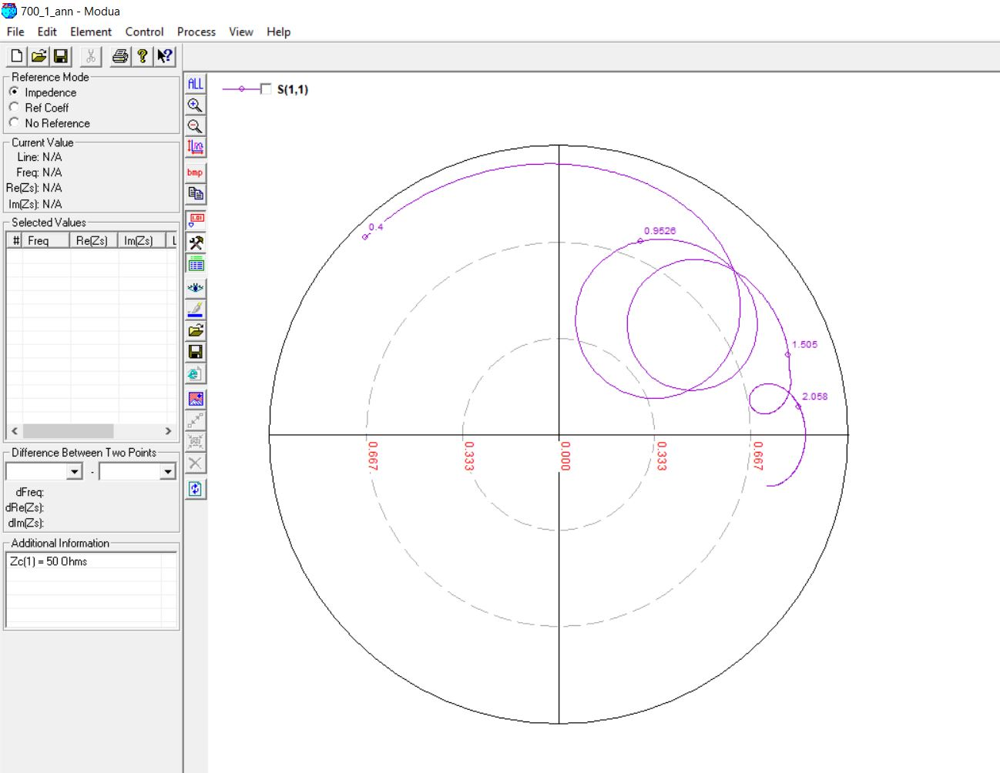 700_1_ann - Modua
File Edit Element Control Process View Help
Reference Mode
Impedence
Ref Coeff
No Reference
Current Value
Line: N/A
Freq: N/A
Re(Zs): N/A
Im(Zs): N/A
Selected Values
# Freq Re(Zs) Im(Zs) L
Difference Between Two Points
-
dFreq:
dRe(Zs):
dIm(Zs):
Additional Information
Zc(1) = 50 Ohms
ALL
bmp
1.01
S(1,1)
0.4
0.9526
1.505
2.058
0.667
0.333
0.000
0.333
0.667